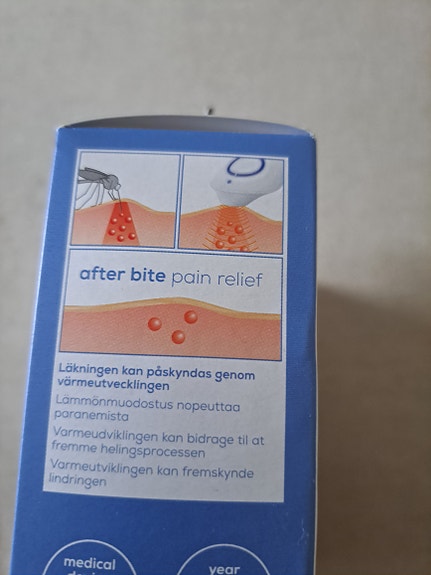 after bite pain relief
Läkningen kan påskyndas genom
värmeutvecklingen
Lämmönmuodostus nopeuttaa
paranemista
Varmeudviklingen kan bidrage til at
fremme helingsprocessen
Varmeutviklingen kan fremskynde
lindringen
medical
year